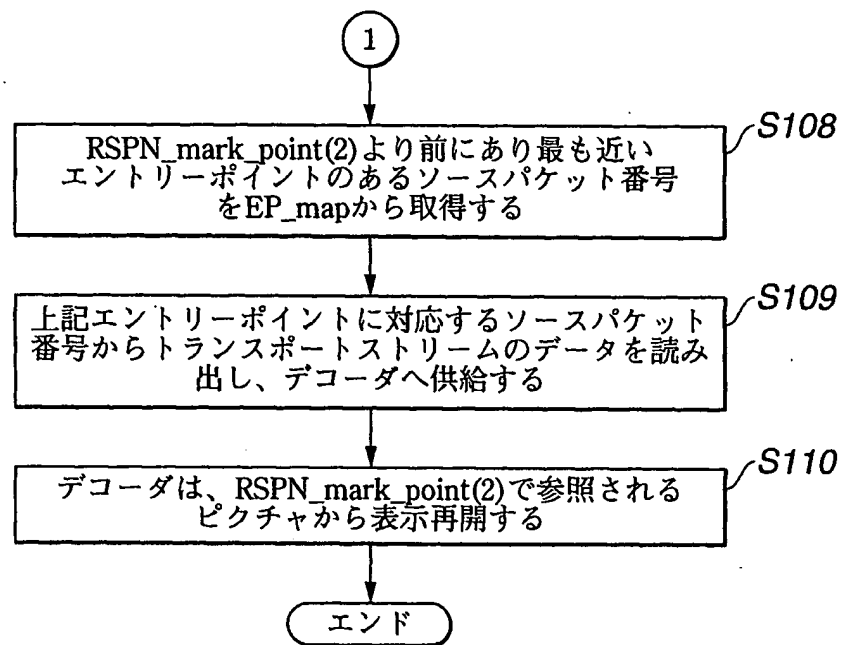 1
S108
RSPN_mark_point(2)より前にあり最も近い
エントリーポイントのあるソースパケット番号
をEP_mapから取得する
S109
上記エントリーポイントに対応するソースパケット
番号からトランスポートストリームのデータを読み
出し、デコーダへ供給する
S110
デコーダは、RSPN_mark_point(2)で参照される
ピクチャから表示再開する
エンド